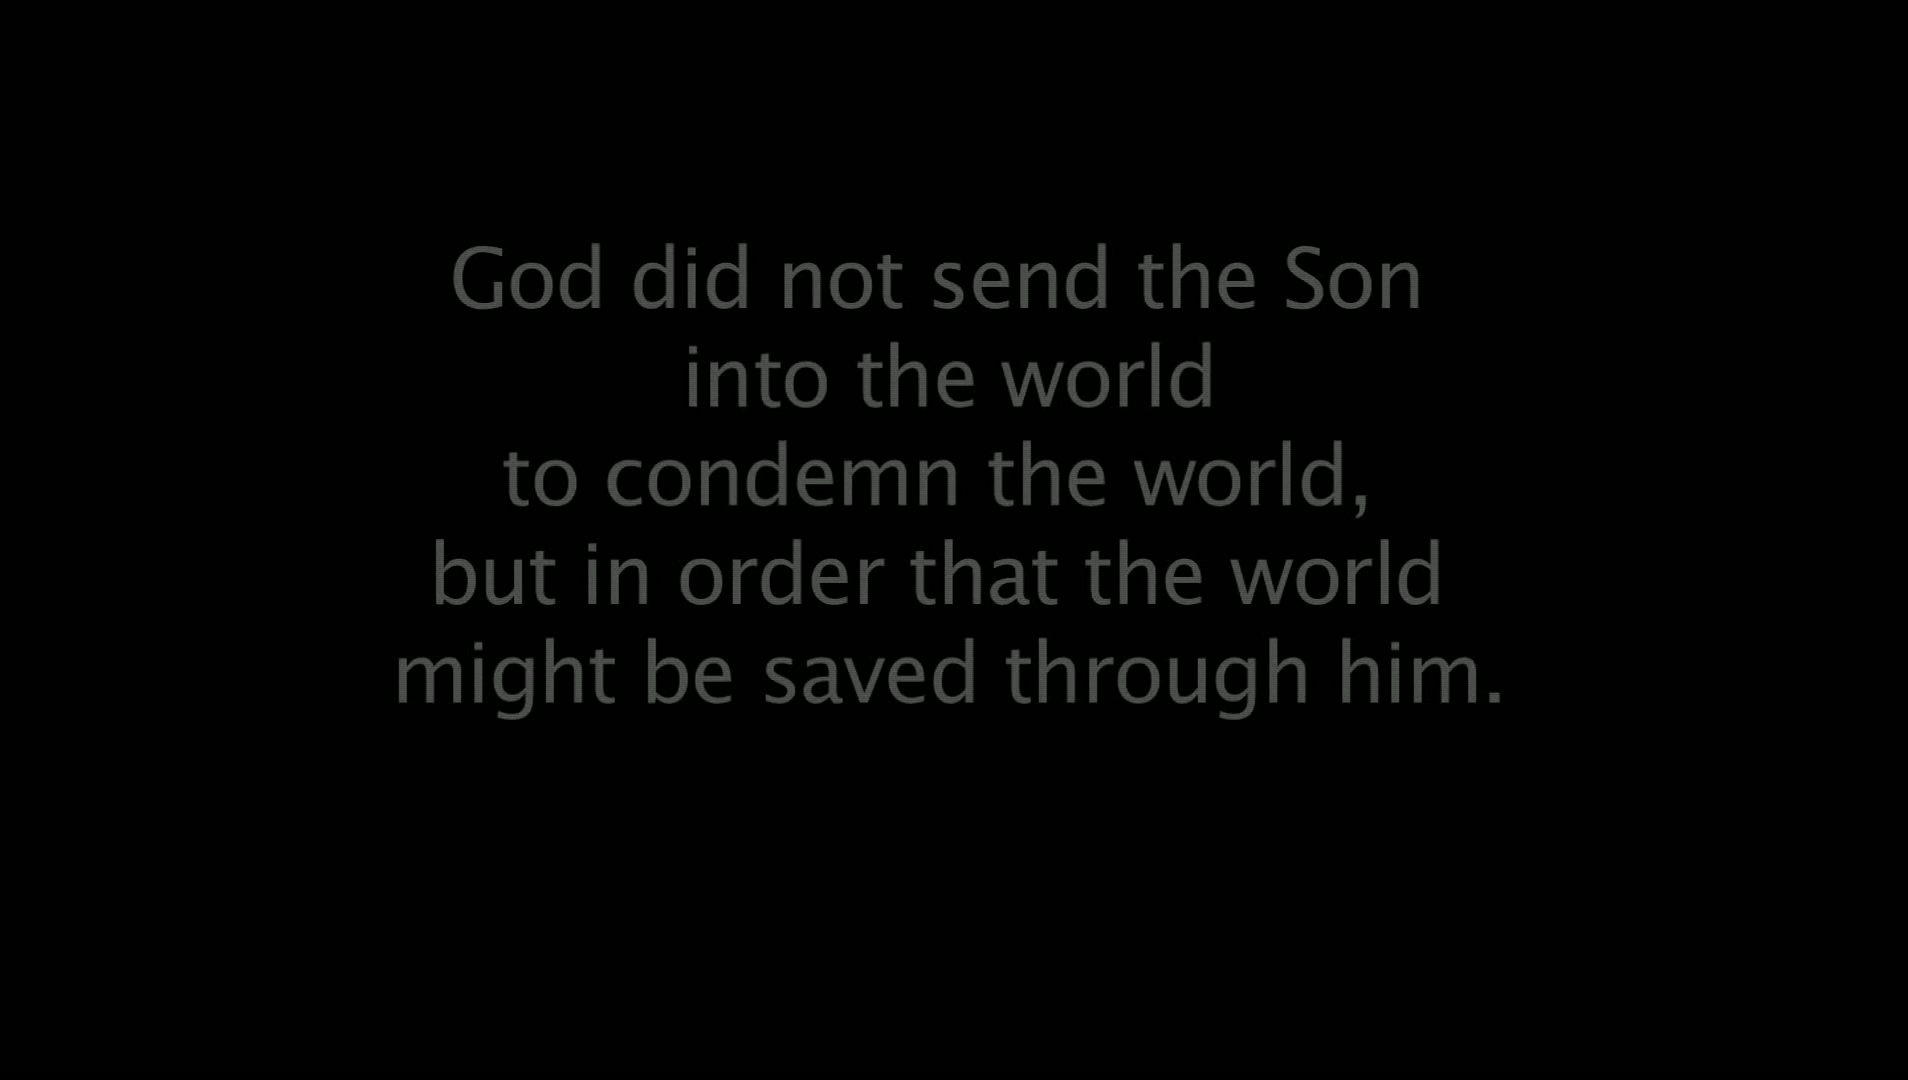 God did not send the Son
into the world
to condemn the world,
but in order that the world
might be saved through him.